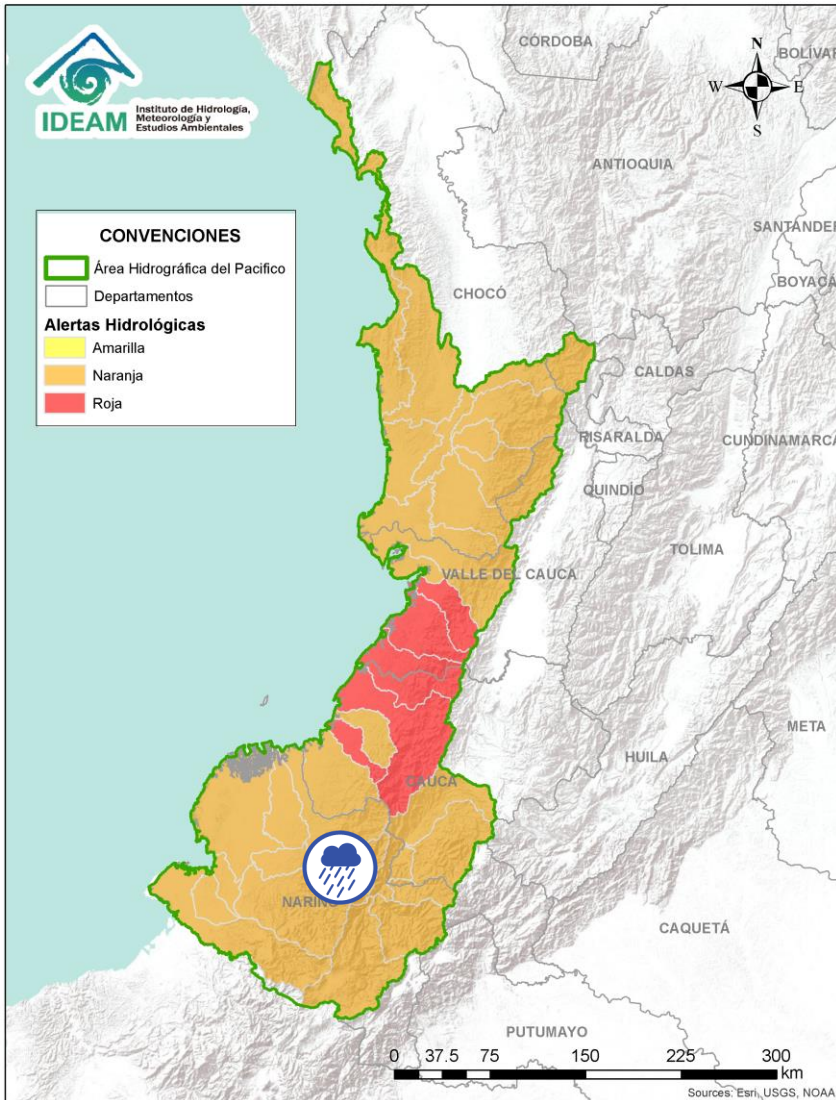 IDEAM
Instituto de Hidrología,
Meteorología y
Estudios Ambientales
CÓRDOBA
BOLÍVAR
N
W
E
S
ANTIOQUIA
SANTANDER
BOYACÁ
CONVENCIONES
Área Hidrográfica del Pacifico
Departamentos
Alertas Hidrológicas
Amarilla
Naranja
Roja
CHOCÓ
CALDAS
RISARALDA
CUNDINAMARCA
QUINDÍO
TOLIMA
VALLE DEL CAUCA
META
HUILA
CAUCA
NARIÑO
CAQUETÁ
PUTUMAYO
0 37.5 75 150 225 300
km
Sources: Esri, USGS, NOAA